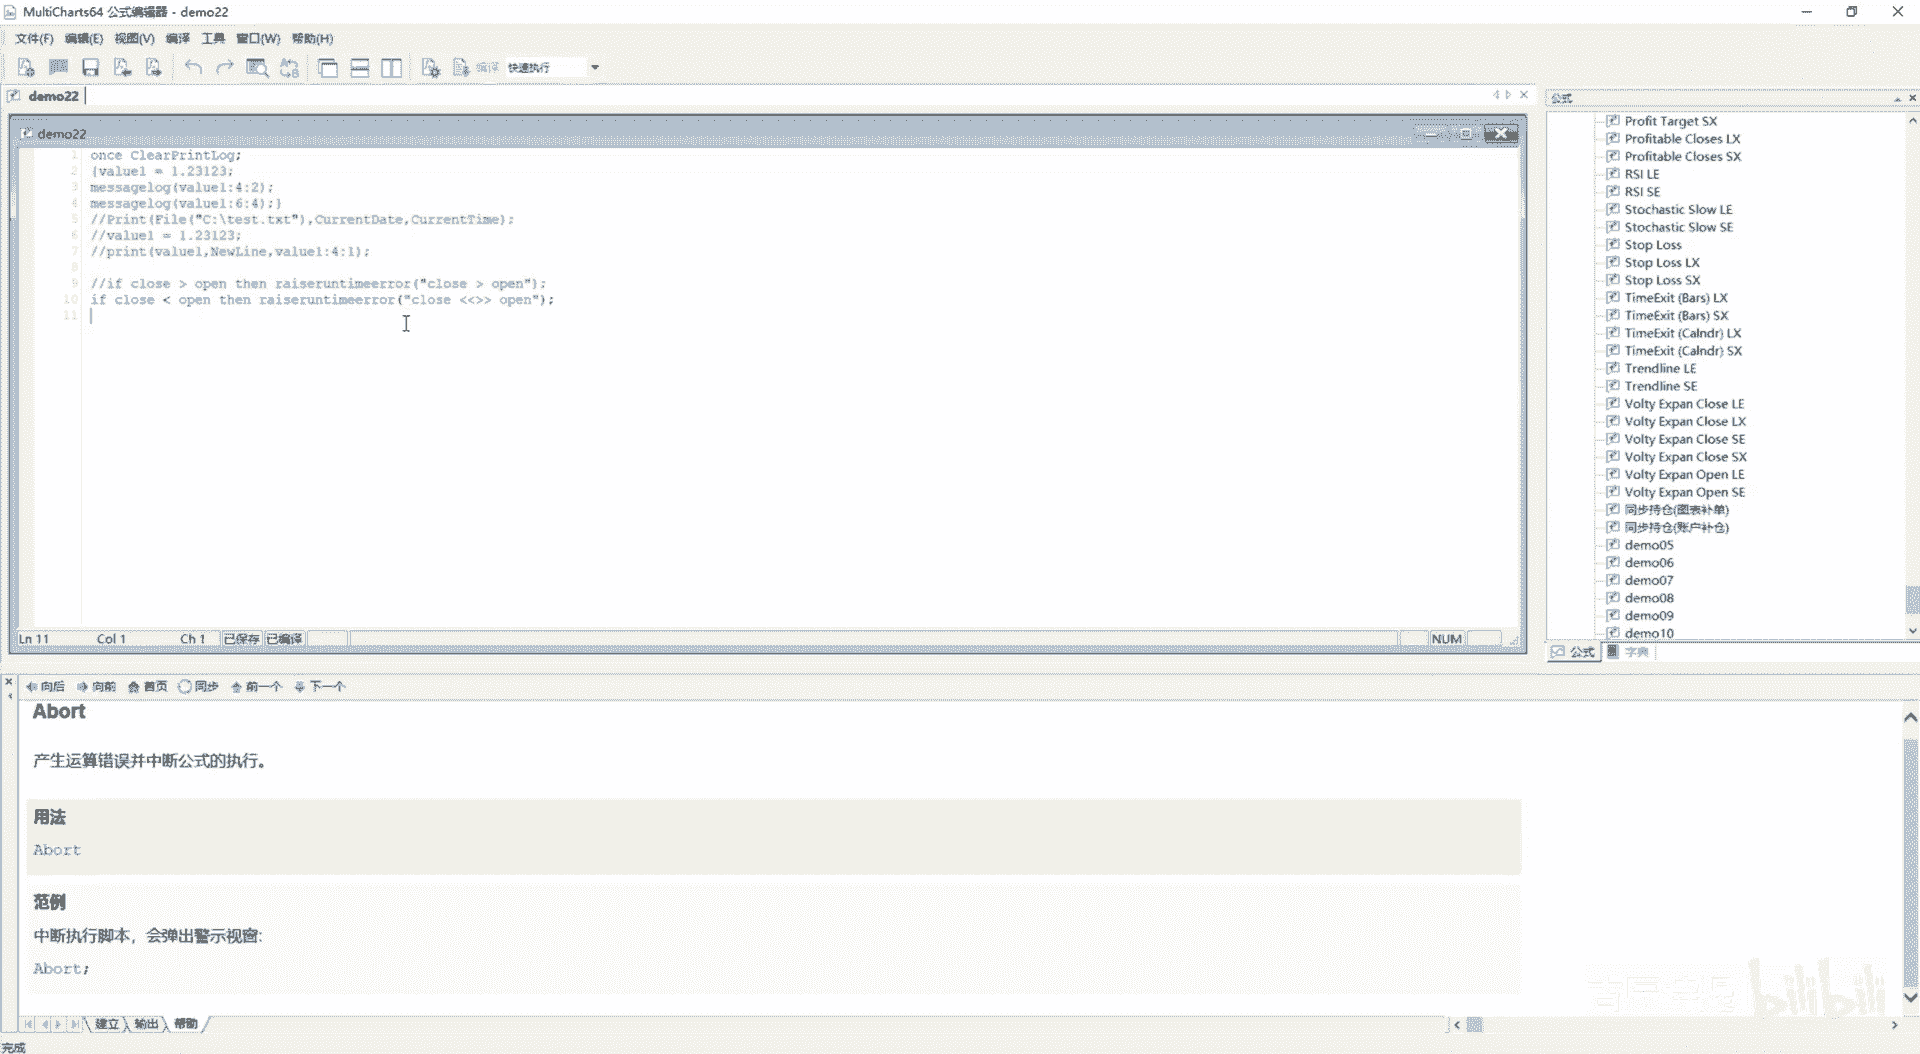 MultiCharts64 公式编辑器 - demo22
文件(F) 编辑(E) 视图(V) 编译 工具 窗口(W) 帮助(H)
编译 快速执行
demo22
demo22
1 once ClearPrintLog;
2 {value1 = 1.23123;
3 messagelog(value1:4:2);
4 messagelog(value1:6:4);}
5 //Print(File("C:\test.txt"),CurrentDate,CurrentTime);
6 //value1 = 1.23123;
7 //print(value1,NewLine,value1:4:1);
8
9 //if close > open then raiseruntimeerror("close > open");
10 if close < open then raiseruntimeerror("close <<>> open");
11
Ln 11 Col 1 Ch 1 已保存 已编译 NUM
公式
Profit Target SX
Profitable Closes LX
Profitable Closes SX
RSI LE
RSI SE
Stochastic Slow LE
Stochastic Slow SE
Stop Loss
Stop Loss LX
Stop Loss SX
TimeExit (Bars) LX
TimeExit (Bars) SX
TimeExit (Calndr) LX
TimeExit (Calndr) SX
Trendline LE
Trendline SE
Volty Expan Close LE
Volty Expan Close LX
Volty Expan Close SE
Volty Expan Close SX
Volty Expan Open LE
Volty Expan Open SE
同步持仓(图表补单)
同步持仓(账户补仓)
demo05
demo06
demo07
demo08
demo09
demo10
公式 字典
向后 向前 首页 同步 前一个 下一个
Abort
产生运算错误并中断公式的执行。
用法
Abort
范例
中断执行脚本，会弹出警示视窗:
Abort;
bilibili
建立 输出 帮助
完成